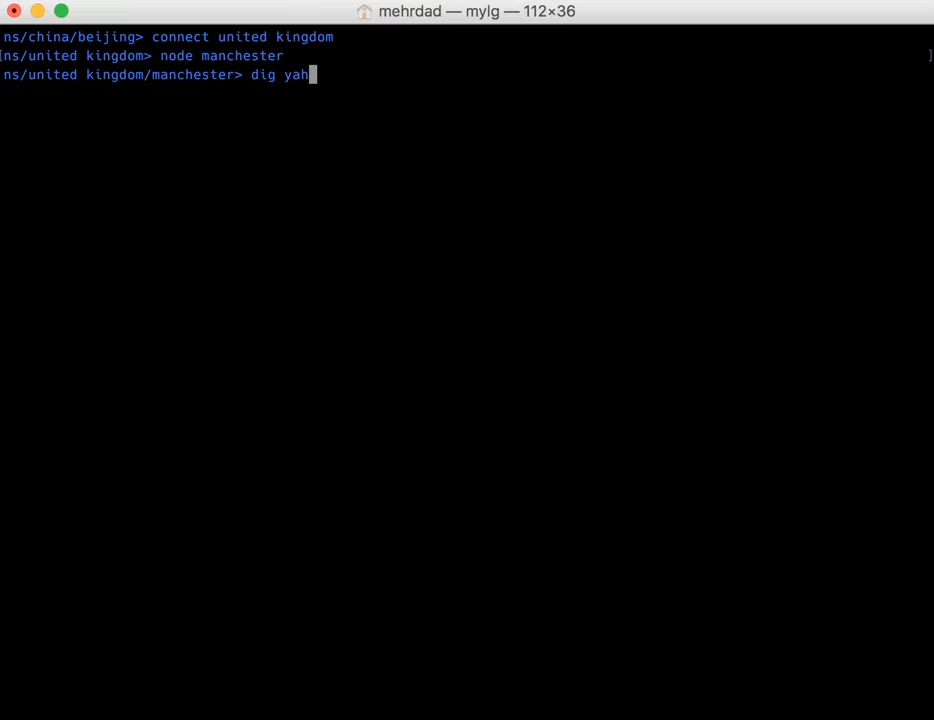 mehrdad — mylg — 112×36
ns/china/beijing> connect united kingdom
[ns/united kingdom> node manchester ]
ns/united kingdom/manchester> dig yah